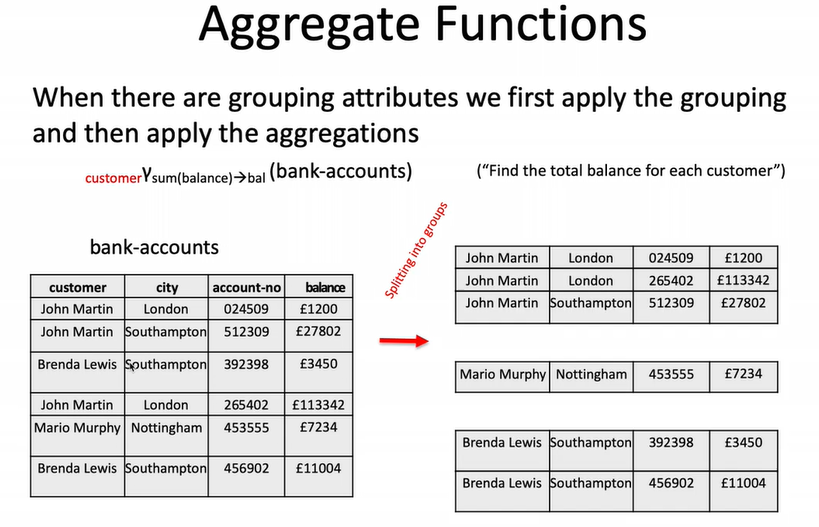 Aggregate Functions
When there are grouping attributes we first apply the grouping
and then apply the aggregations
customerγsum(balance)→bal (bank-accounts)
(“Find the total balance for each customer”)
bank-accounts
customer city account-no balance
John Martin London 024509 £1200
John Martin Southampton 512309 £27802
Brenda Lewis Southampton 392398 £3450
John Martin London 265402 £113342
Mario Murphy Nottingham 453555 £7234
Brenda Lewis Southampton 456902 £11004
Splitting into groups
John Martin London 024509 £1200
John Martin London 265402 £113342
John Martin Southampton 512309 £27802
Mario Murphy Nottingham 453555 £7234
Brenda Lewis Southampton 392398 £3450
Brenda Lewis Southampton 456902 £11004